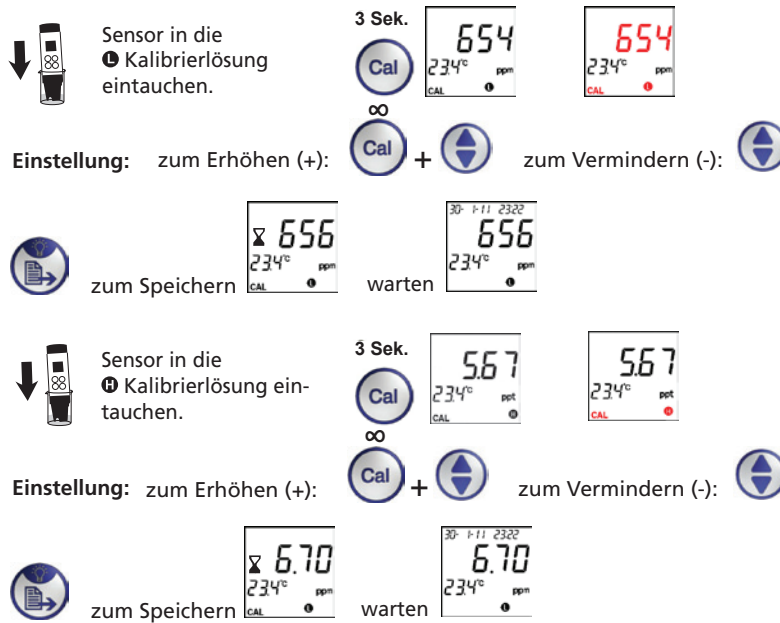 Sensor in die
L Kalibrierlösung
eintauchen.
3 Sek.
Cal
654
23.4°C ppm
CAL L
654
23.4°C ppm
CAL L
∞
Einstellung: zum Erhöhen (+): Cal + zum Vermindern (-):
zum Speichern
656
23.4°C ppm
CAL L
warten
30- 1-11 23:22
656
23.4°C ppm
L
Sensor in die
H Kalibrierlösung ein-
tauchen.
3 Sek.
Cal
5.67
23.4°C ppt
CAL H
5.67
23.4°C ppt
CAL H
∞
Einstellung: zum Erhöhen (+): Cal + zum Vermindern (-):
zum Speichern
6.70
23.4°C ppm
CAL L
warten
30- 1-11 23:22
6.70
23.4°C ppm
L